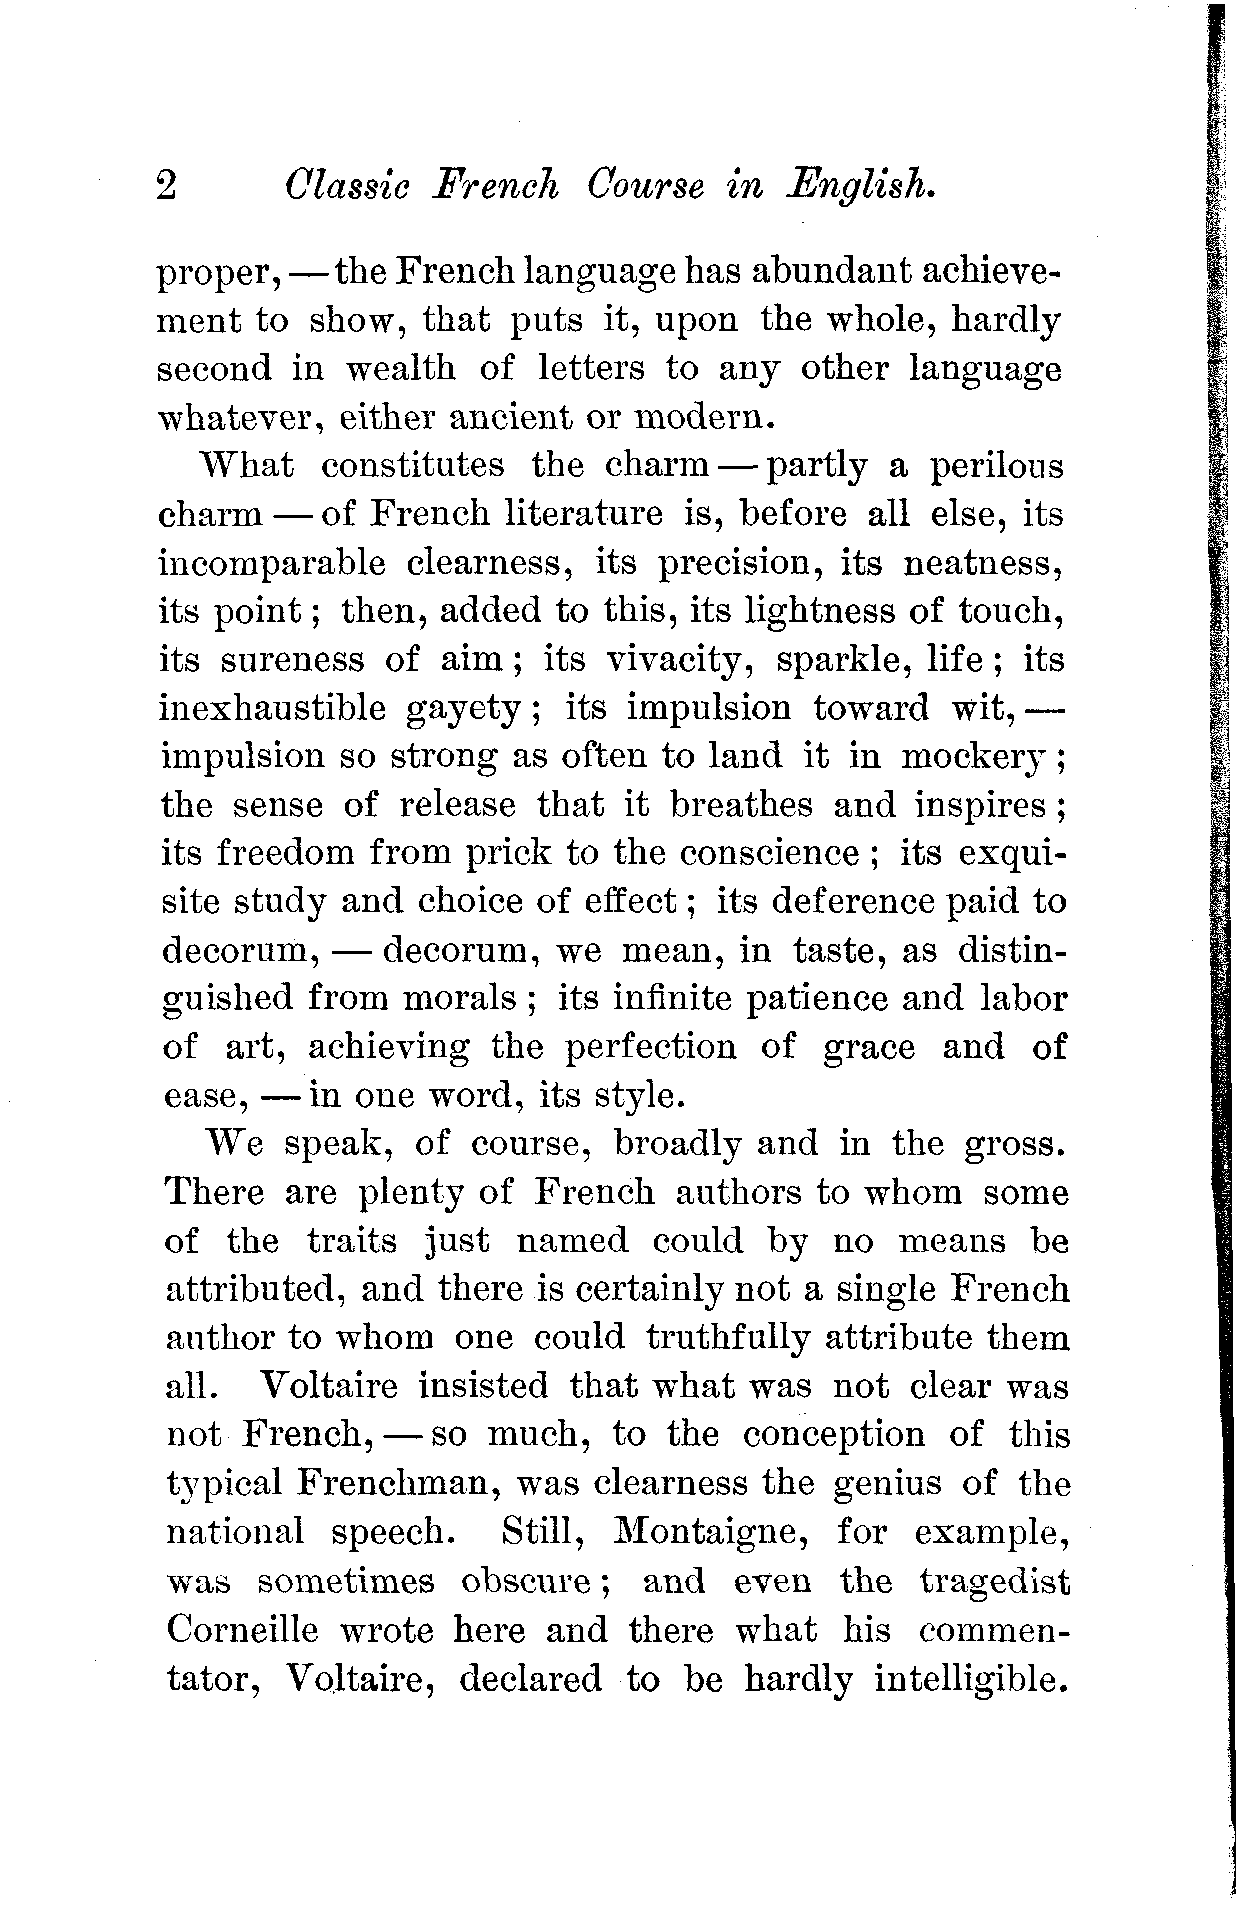 2 Classic French Course in English.
proper, — the French language has abundant achieve-
ment to show, that puts it, upon the whole, hardly
second in wealth of letters to any other language
whatever, either ancient or modern.
What constitutes the charm — partly a perilous
charm — of French literature is, before all else, its
incomparable clearness, its precision, its neatness,
its point ; then, added to this, its lightness of touch,
its sureness of aim ; its vivacity, sparkle, life ; its
inexhaustible gayety ; its impulsion toward wit, —
impulsion so strong as often to land it in mockery ;
the sense of release that it breathes and inspires ;
its freedom from prick to the conscience ; its exqui-
site study and choice of effect ; its deference paid to
decorum, — decorum, we mean, in taste, as distin-
guished from morals ; its infinite patience and labor
of art, achieving the perfection of grace and of
ease, — in one word, its style.
We speak, of course, broadly and in the gross.
There are plenty of French authors to whom some
of the traits just named could by no means be
attributed, and there is certainly not a single French
author to whom one could truthfully attribute them
all. Voltaire insisted that what was not clear was
not French, — so much, to the conception of this
typical Frenchman, was clearness the genius of the
national speech. Still, Montaigne, for example,
was sometimes obscure ; and even the tragedist
Corneille wrote here and there what his commen-
tator, Voltaire, declared to be hardly intelligible.